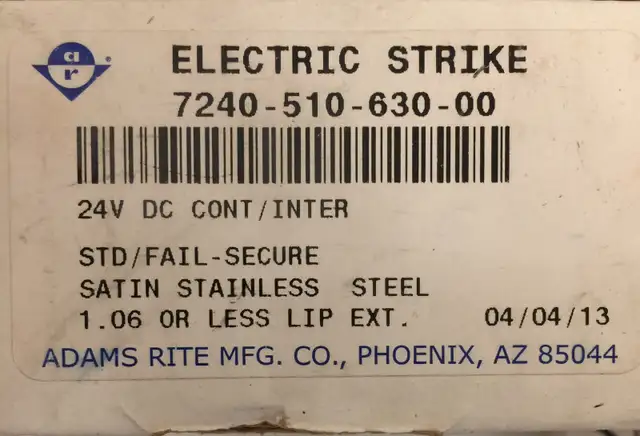 ar®
ELECTRIC STRIKE
7240-510-630-00
24V DC CONT/INTER
STD/FAIL-SECURE
SATIN STAINLESS STEEL
1.06 OR LESS LIP EXT. 04/04/13
ADAMS RITE MFG. CO., PHOENIX, AZ 85044